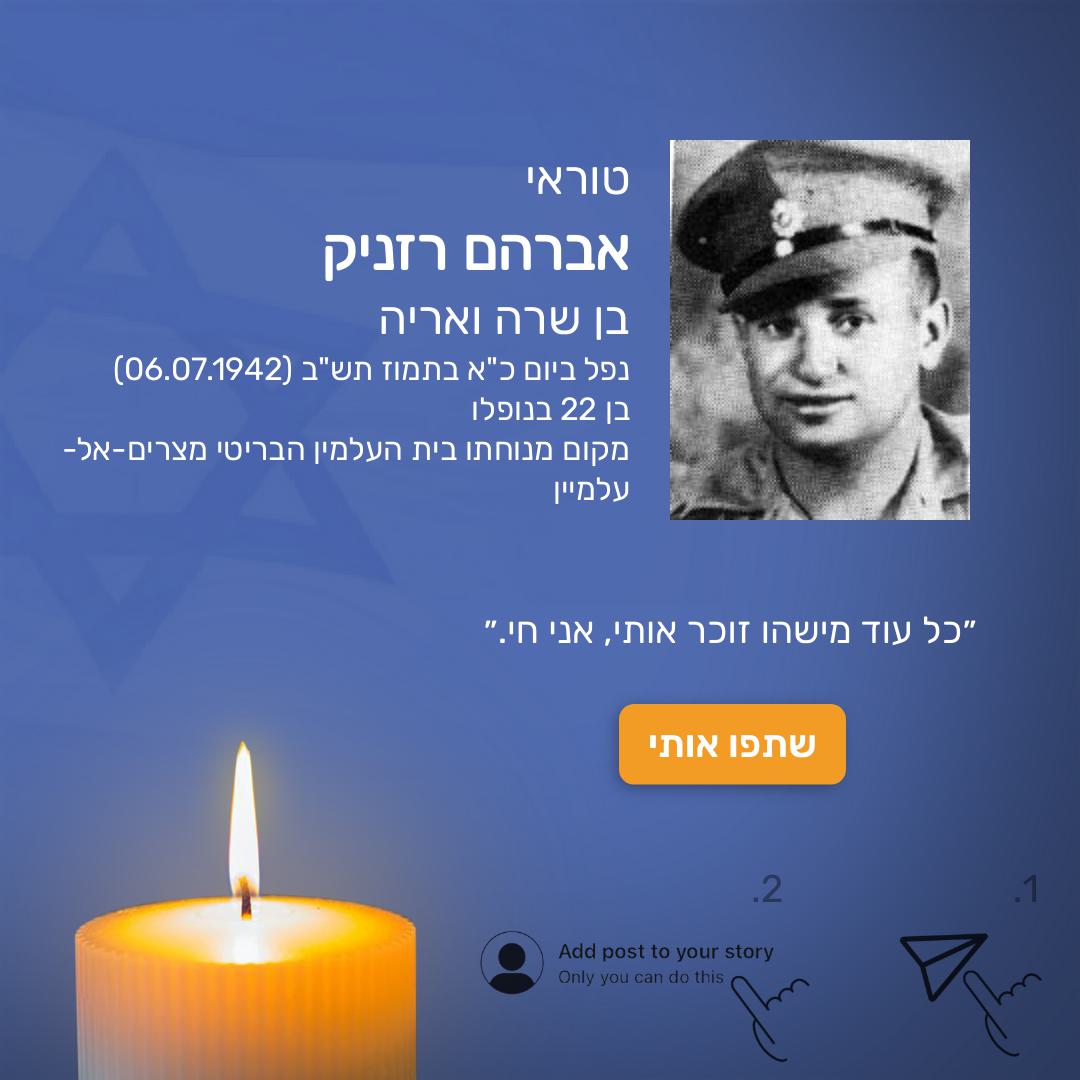 טוראי
אברהם רזניק
בן שרה ואריה
נפל ביום כ"א בתמוז תש"ב (06.07.1942)
בן 22 בנופלו
מקום מנוחתו בית העלמין הבריטי מצרים-אל-
עלמיין
״כל עוד מישהו זוכר אותי, אני חי.״
שתפו אותי
.1
.2
Add post to your story
Only you can do this